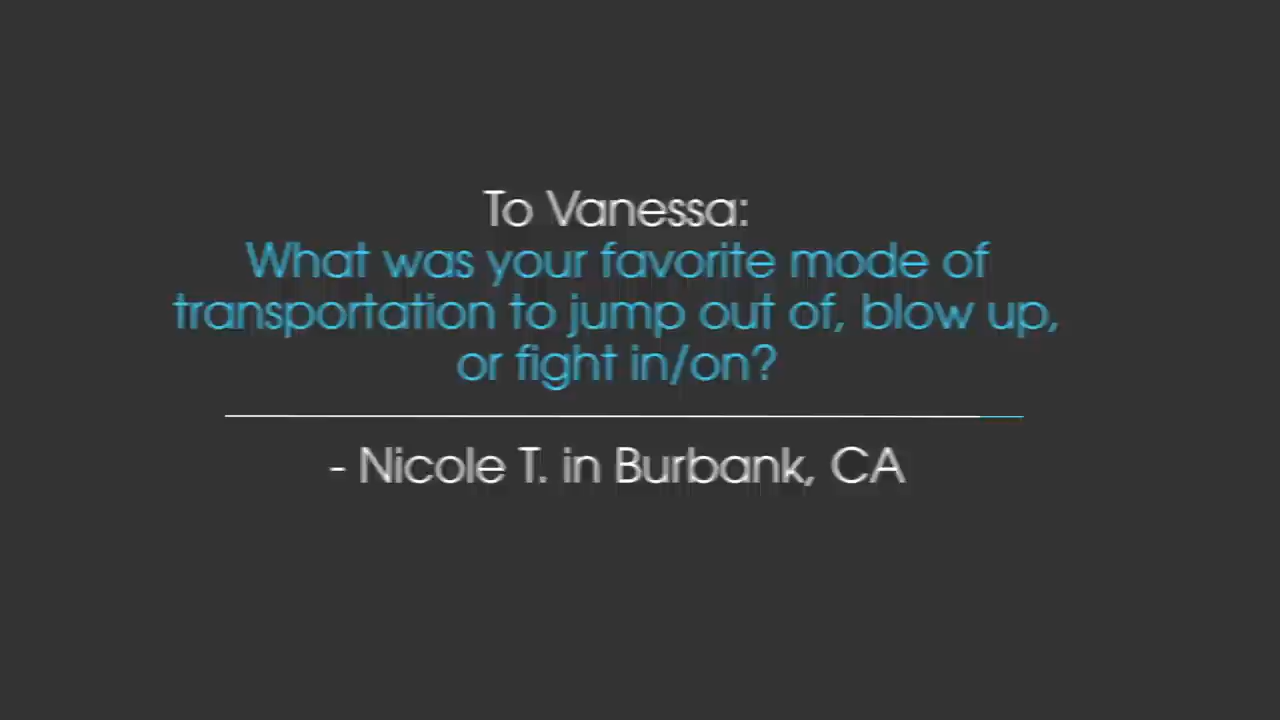 To Vanessa:
What was your favorite mode of
transportation to jump out of, blow up,
or fight in/on?
- Nicole T. in Burbank, CA